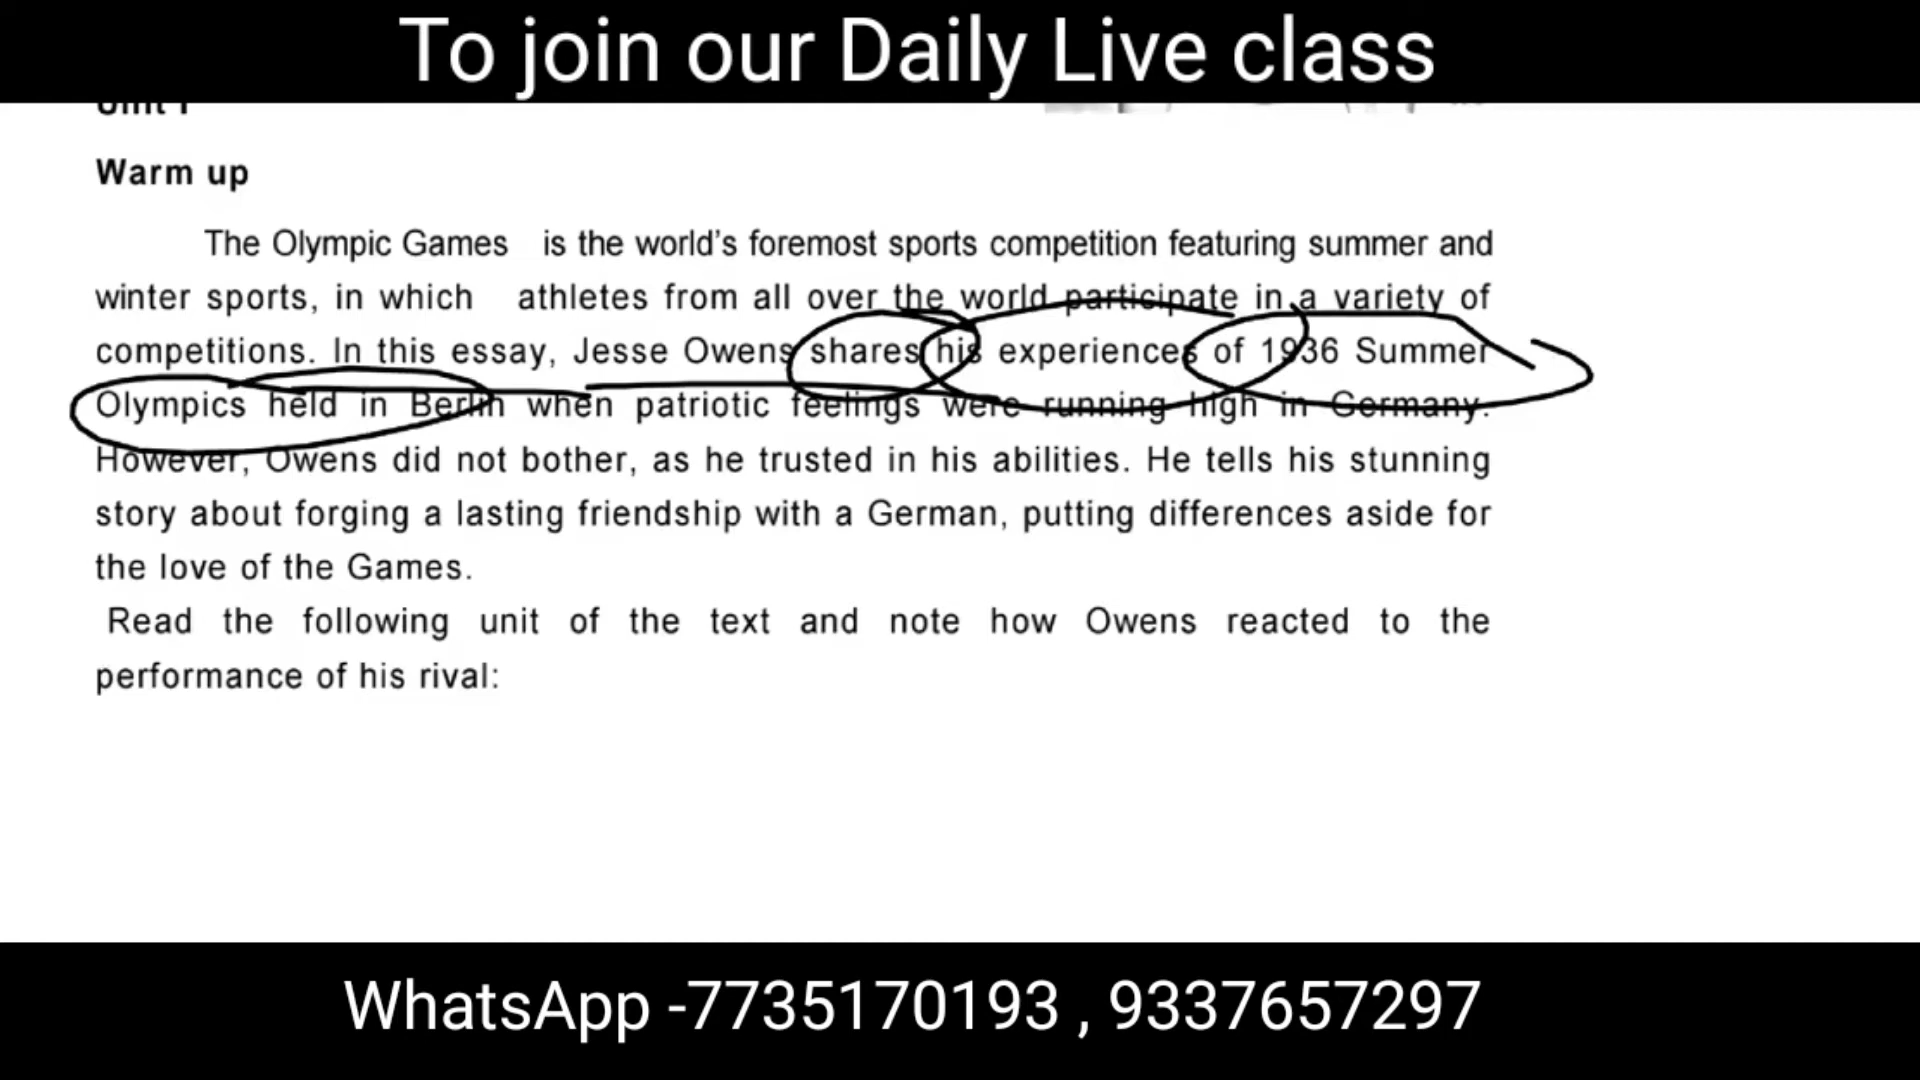 To join our Daily Live class
Unit I
Warm up
The Olympic Games is the world's foremost sports competition featuring summer and
winter sports, in which athletes from all over the world participate in a variety of
competitions. In this essay, Jesse Owens shares his experiences of 1936 Summer
Olympics held in Berlin when patriotic feelings were running high in Germany.
However, Owens did not bother, as he trusted in his abilities. He tells his stunning
story about forging a lasting friendship with a German, putting differences aside for
the love of the Games.
Read the following unit of the text and note how Owens reacted to the
performance of his rival:
WhatsApp -7735170193 , 9337657297